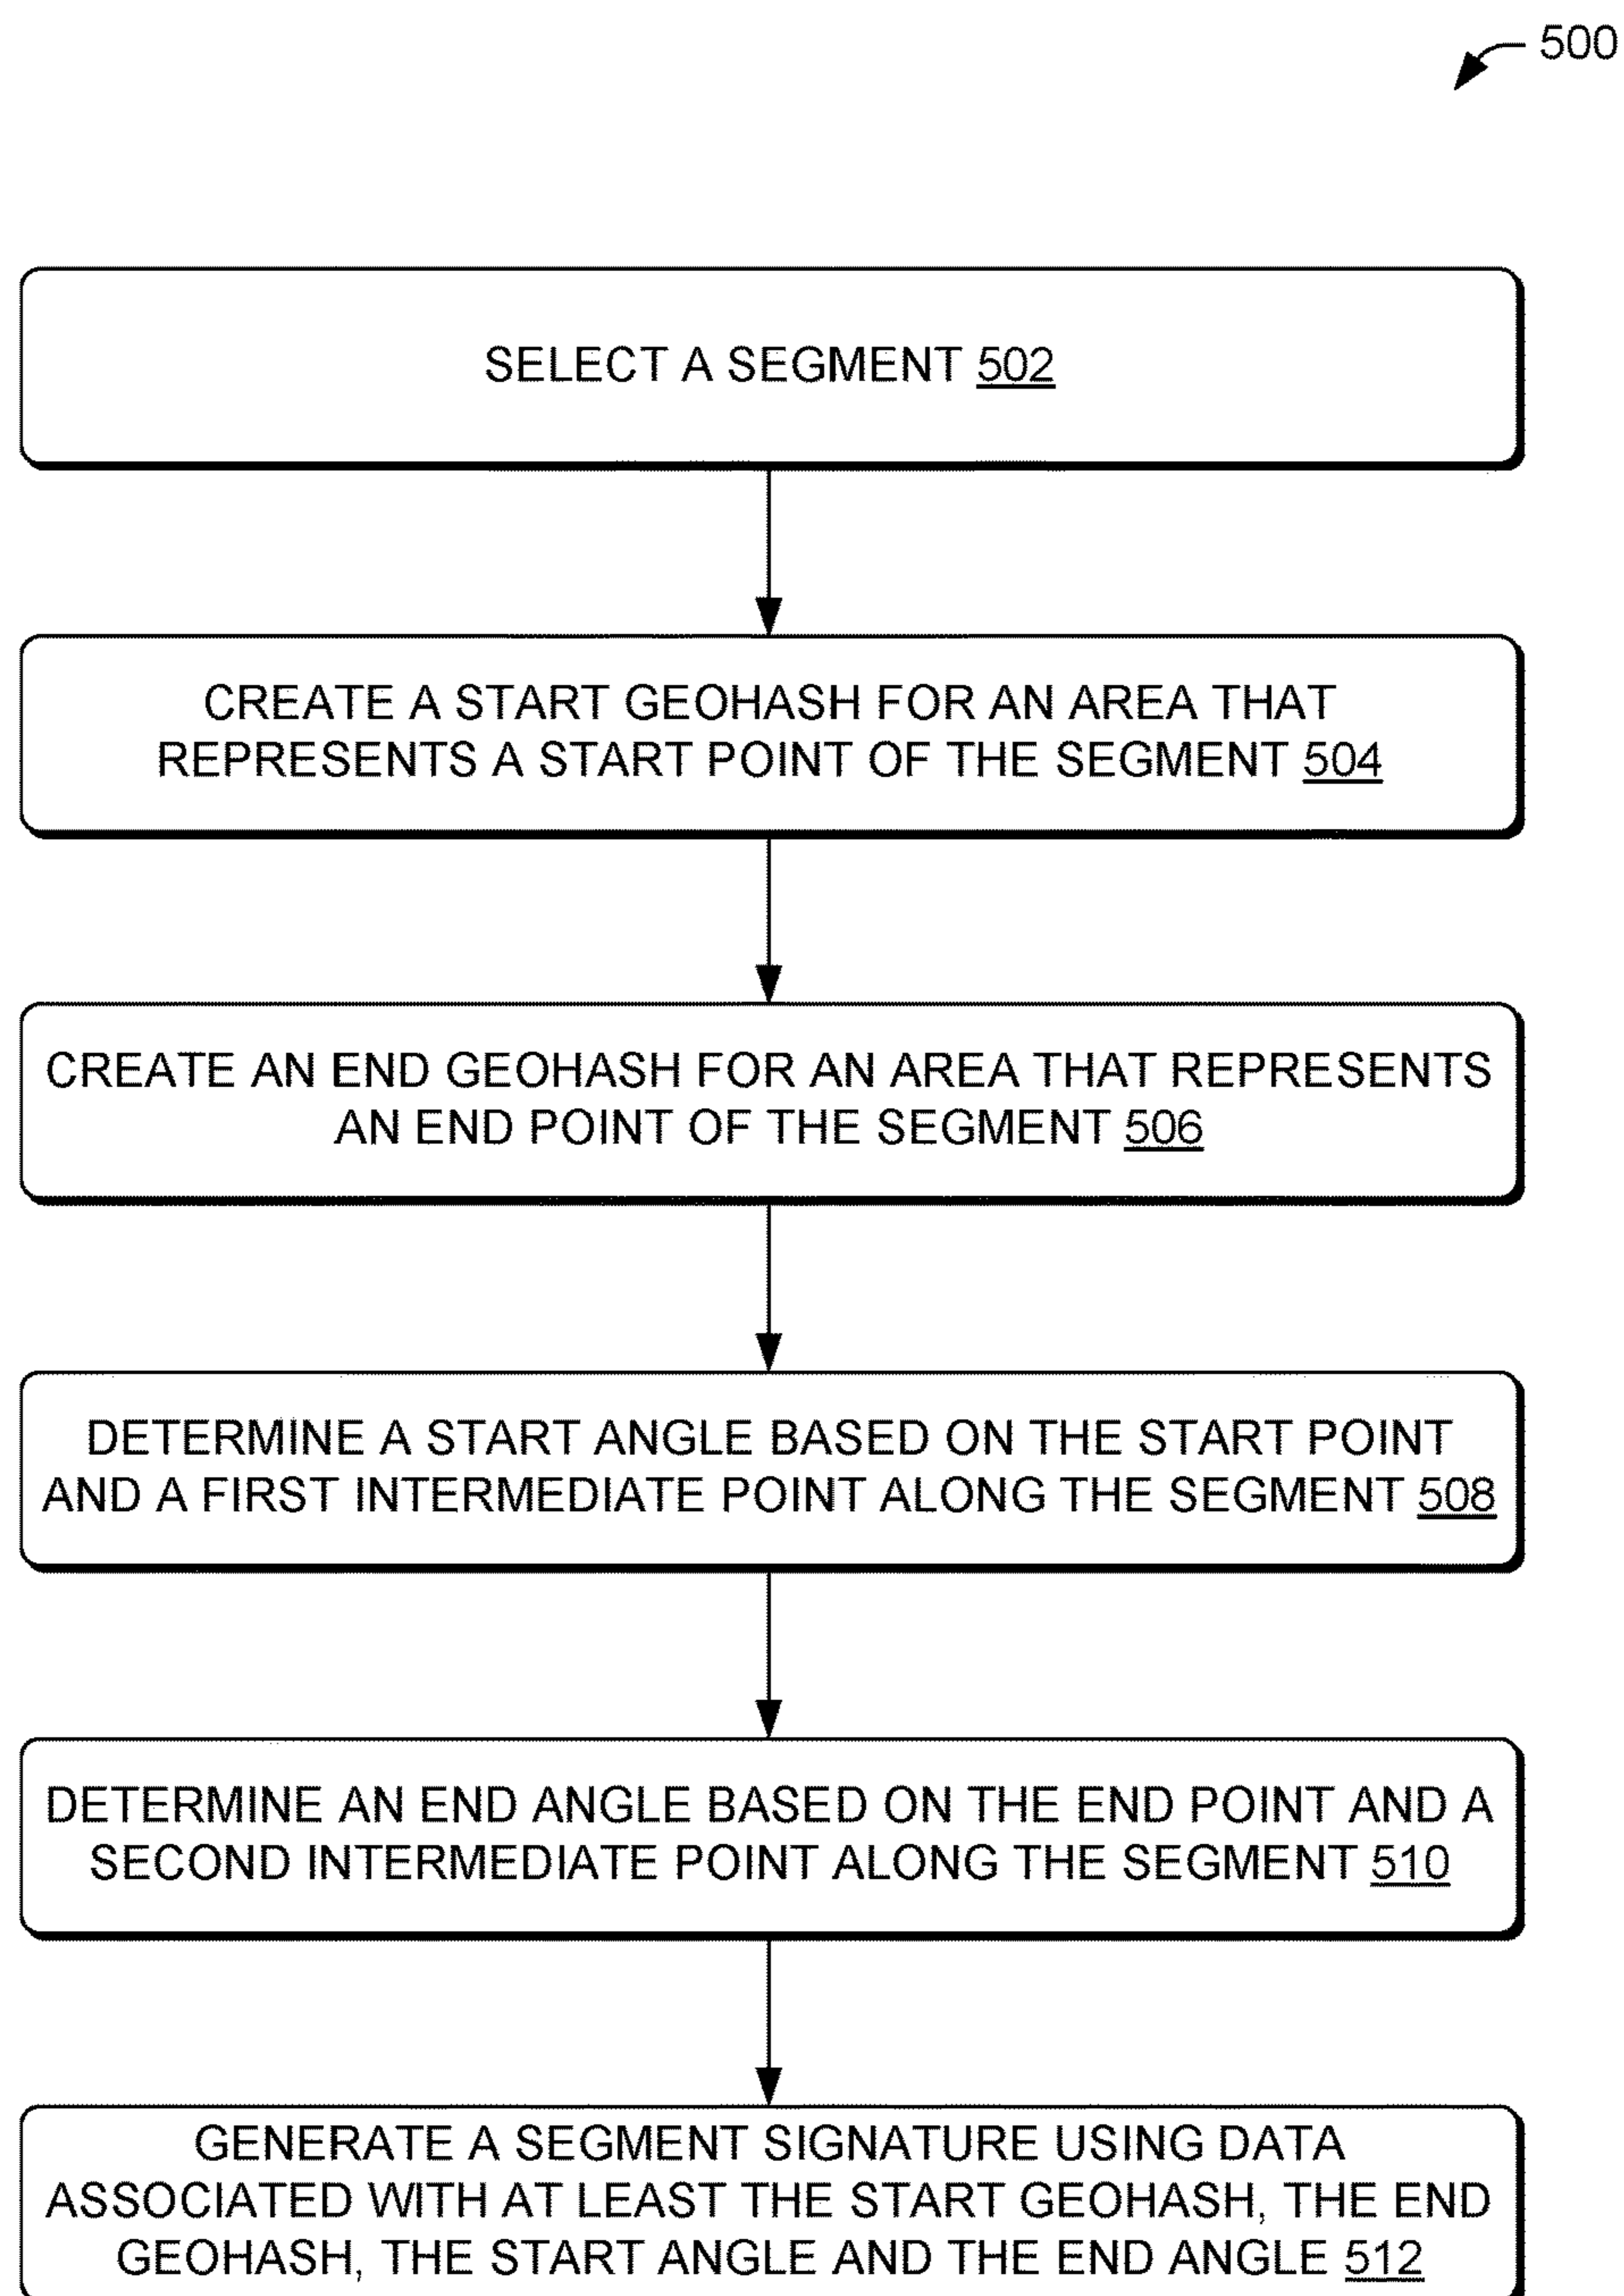 500
SELECT A SEGMENT 502
CREATE A START GEOHASH FOR AN AREA THAT
REPRESENTS A START POINT OF THE SEGMENT 504
CREATE AN END GEOHASH FOR AN AREA THAT REPRESENTS
AN END POINT OF THE SEGMENT 506
DETERMINE A START ANGLE BASED ON THE START POINT
AND A FIRST INTERMEDIATE POINT ALONG THE SEGMENT 508
DETERMINE AN END ANGLE BASED ON THE END POINT AND A
SECOND INTERMEDIATE POINT ALONG THE SEGMENT 510
GENERATE A SEGMENT SIGNATURE USING DATA
ASSOCIATED WITH AT LEAST THE START GEOHASH, THE END
GEOHASH, THE START ANGLE AND THE END ANGLE 512